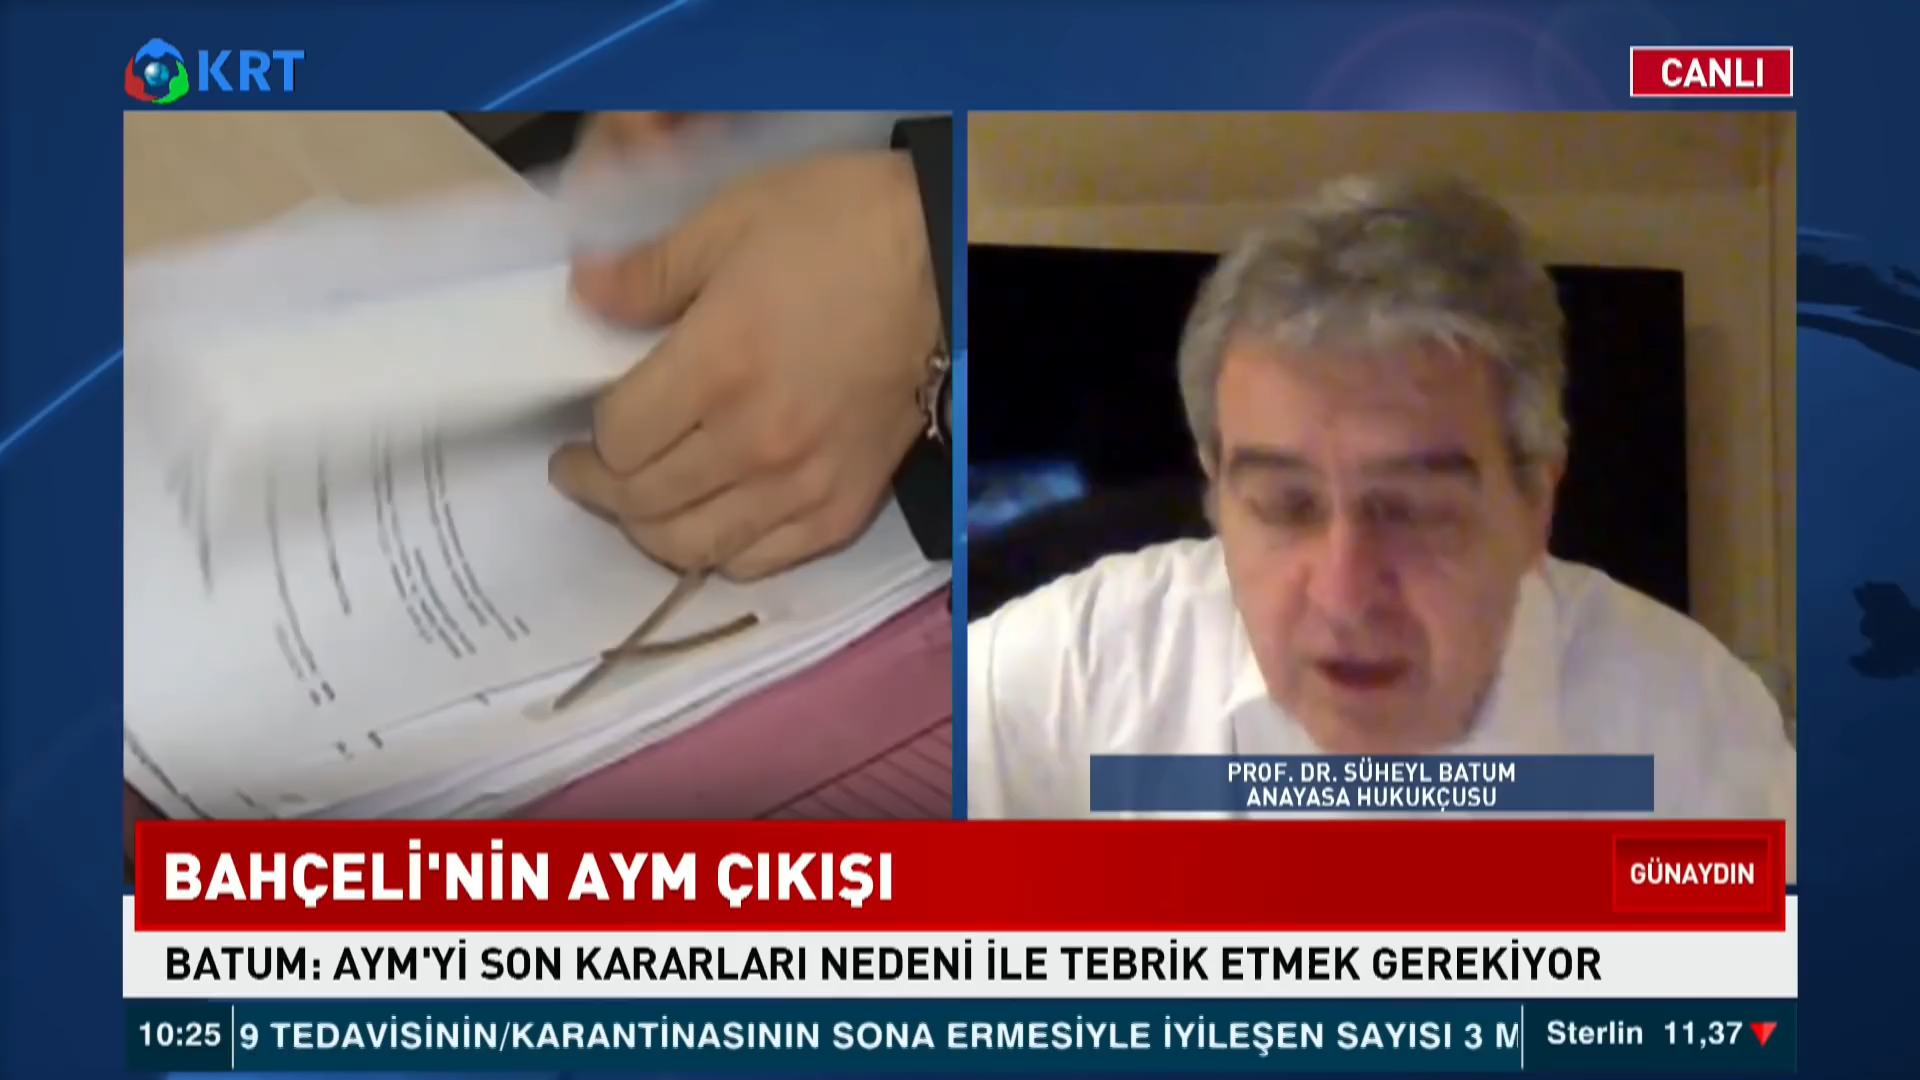 KRT
CANLI
PROF. DR. SÜHEYL BATUM
ANAYASA HUKUKÇUSU
BAHÇELİ'NİN AYM ÇIKIŞI
GÜNAYDIN
BATUM: AYM'Yİ SON KARARLARI NEDENİ İLE TEBRİK ETMEK GEREKİYOR
10:25 9 TEDAVİSİNİN/KARANTİNASININ SONA ERMESİYLE İYİLEŞEN SAYISI 3 M Sterlin 11,37